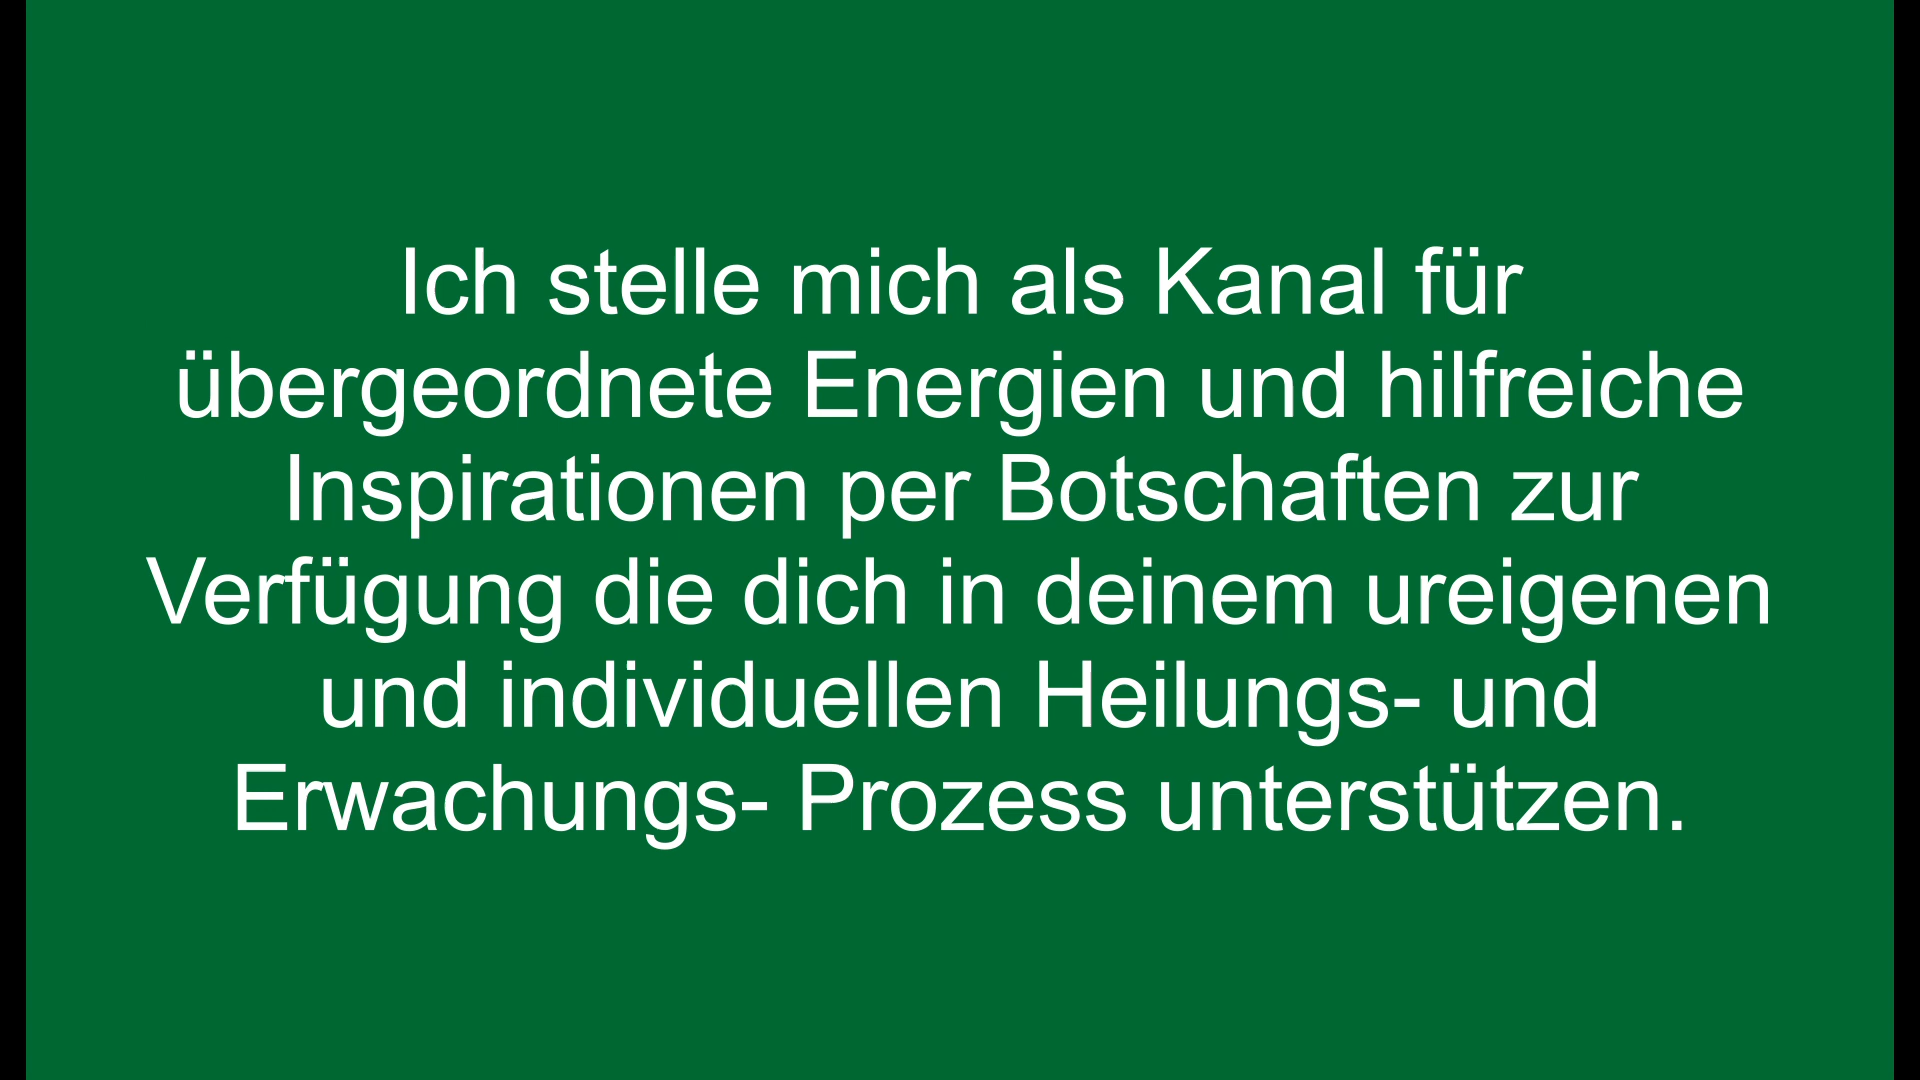 Ich stelle mich als Kanal für
übergeordnete Energien und hilfreiche
Inspirationen per Botschaften zur
Verfügung die dich in deinem ureigenen
und individuellen Heilungs- und
Erwachungs- Prozess unterstützen.